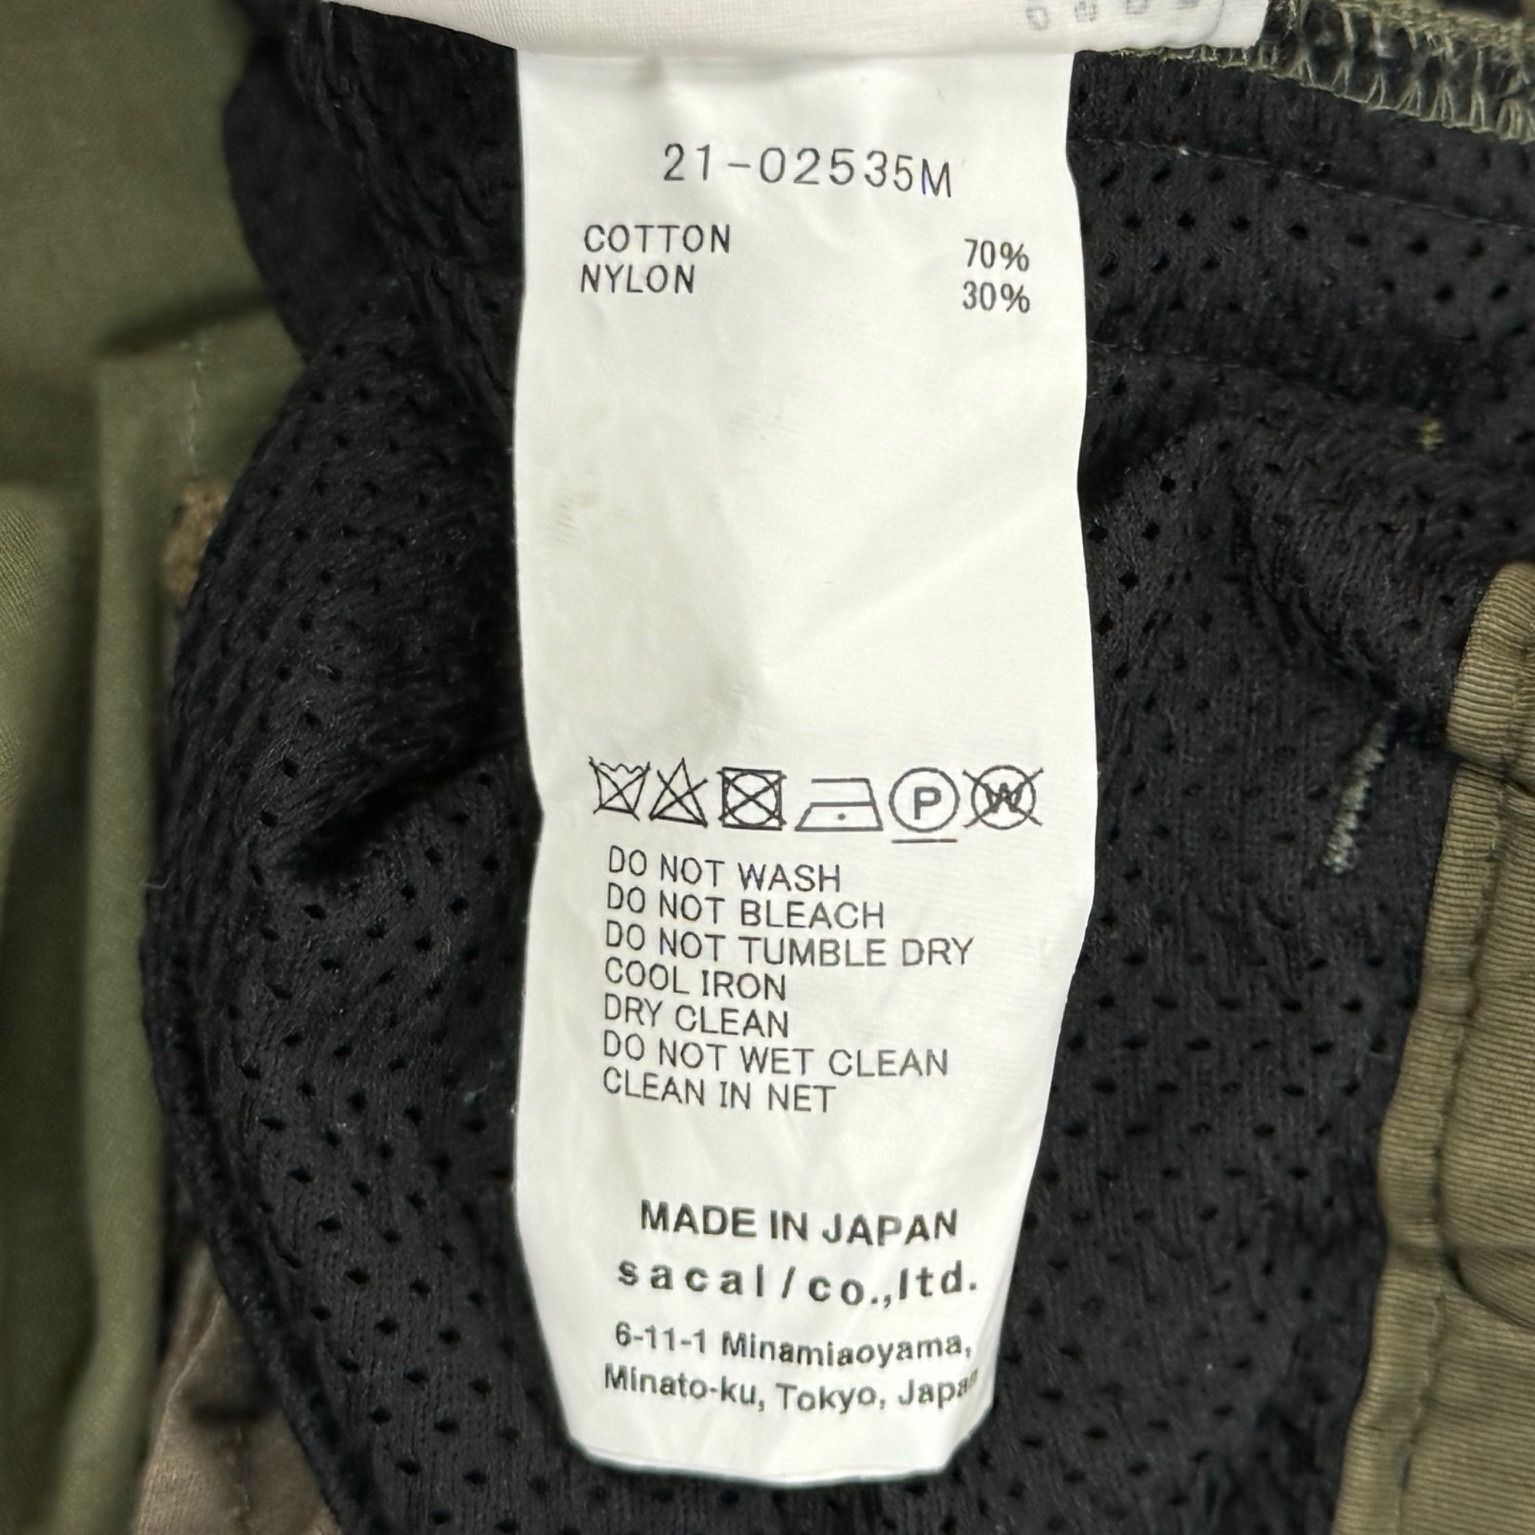 21-02535M
COTTON 70%
NYLON 30%
P W
DO NOT WASH
DO NOT BLEACH
DO NOT TUMBLE DRY
COOL IRON
DRY CLEAN
DO NOT WET CLEAN
CLEAN IN NET
MADE IN JAPAN
sacai/co.,ltd.
6-11-1 Minamiaoyama,
Minato-ku, Tokyo, Japan